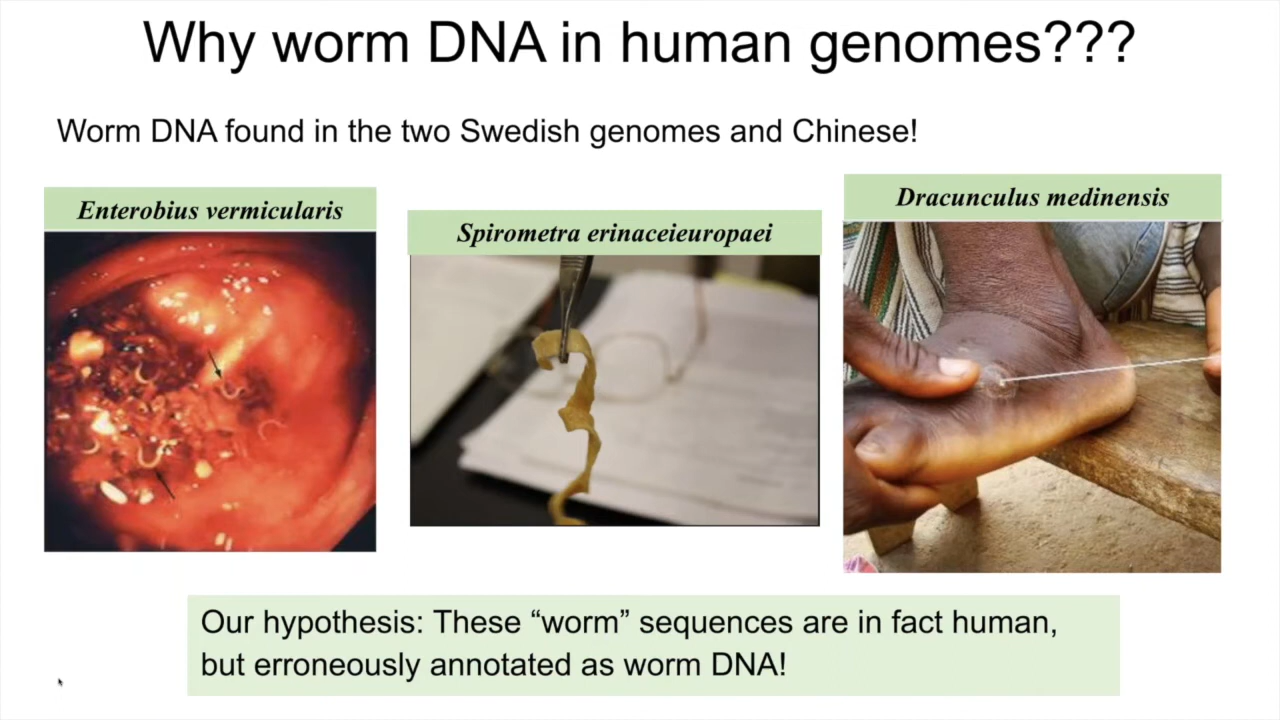 Why worm DNA in human genomes???
Worm DNA found in the two Swedish genomes and Chinese!
Enterobius vermicularis
Spirometra erinaceieuropaei
Dracunculus medinensis
Our hypothesis: These “worm” sequences are in fact human,
but erroneously annotated as worm DNA!